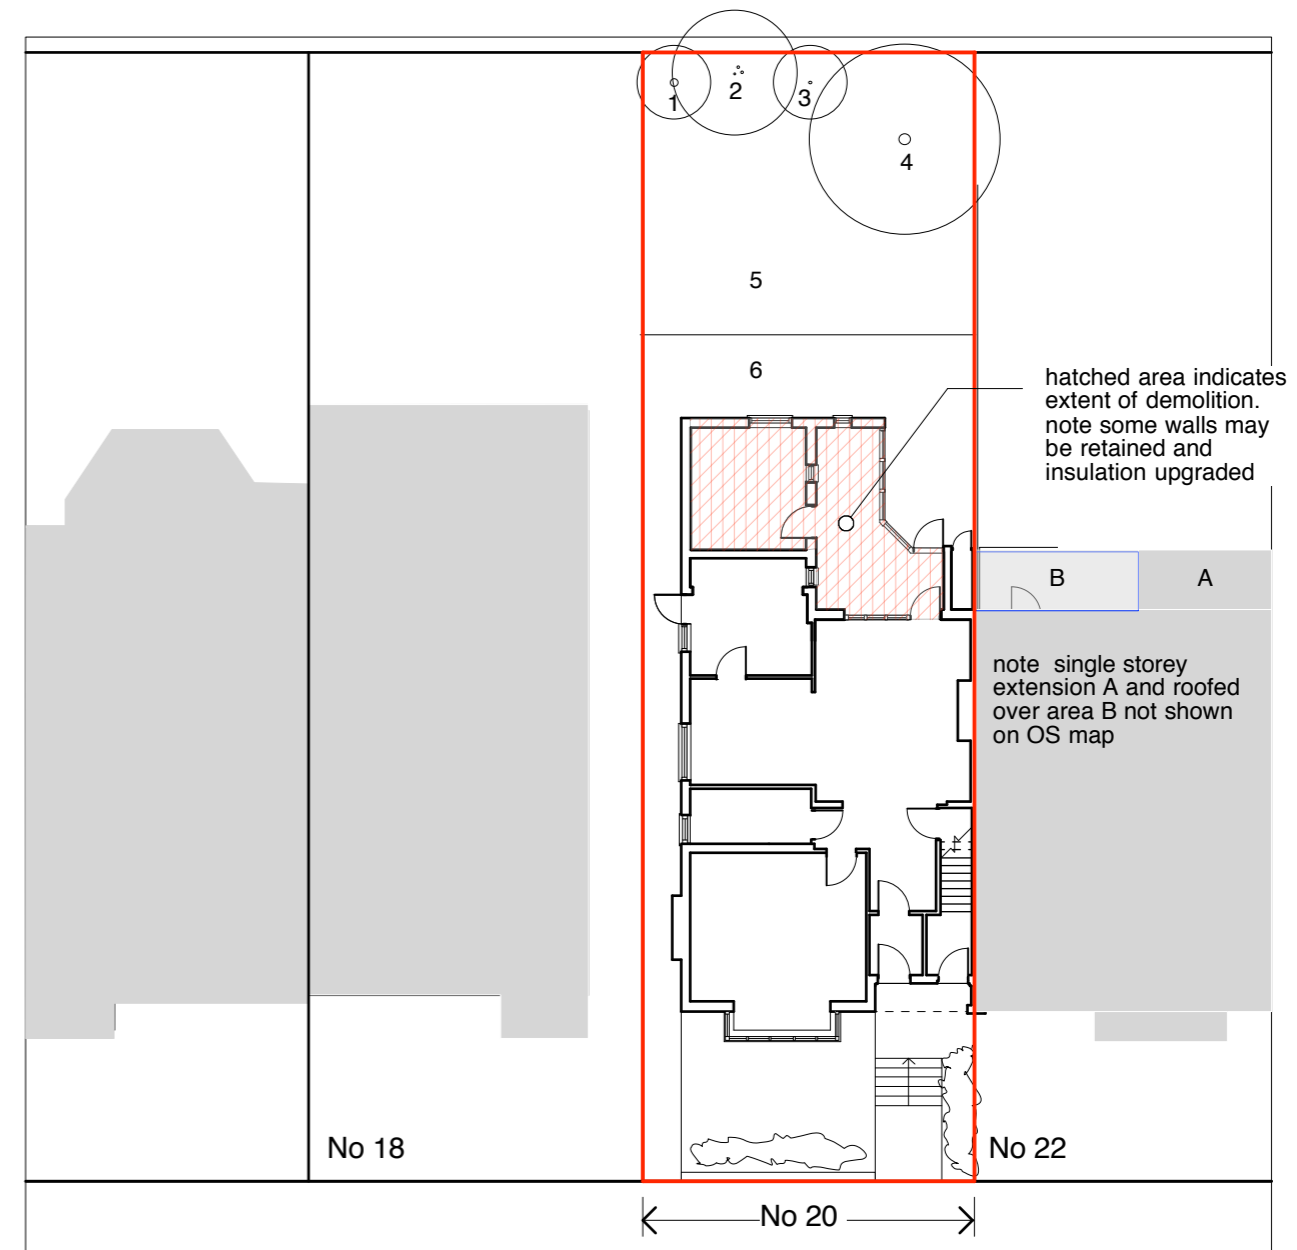 1
2
3
4
5
6
hatched area indicates
extent of demolition.
note some walls may
be retained and
insulation upgraded
B
A
note single storey
extension A and roofed
over area B not shown
on OS map
No 18
No 22
No 20